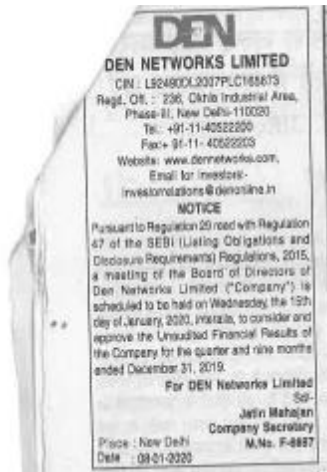 DEN
DEN NETWORKS LIMITED
CIN : L92490DL2007PLC165673
Regd. Off. : 236, Okhla Industrial Area,
Phase-III, New Delhi-110020
Tel.: +91-11-40522200
Fax:+ 91-11- 40522203
Website: www.dennetworks.com,
Email for investors-
investorrelations@denonline.in
NOTICE
Pursuant to Regulation 29 read with Regulation
47 of the SEBI (Listing Obligations and
Disclosure Requirements) Regulations, 2015,
a meeting of the Board of Directors of
Den Networks Limited ("Company") is
scheduled to be held on Wednesday, the 15th
day of January, 2020, interalia, to consider and
approve the Unaudited Financial Results of
the Company for the quarter and nine months
ended December 31, 2019.
For DEN Networks Limited
Sd/-
Jatin Mahajan
Company Secretary
M.No. F-6887
Place : New Delhi
Date : 08-01-2020